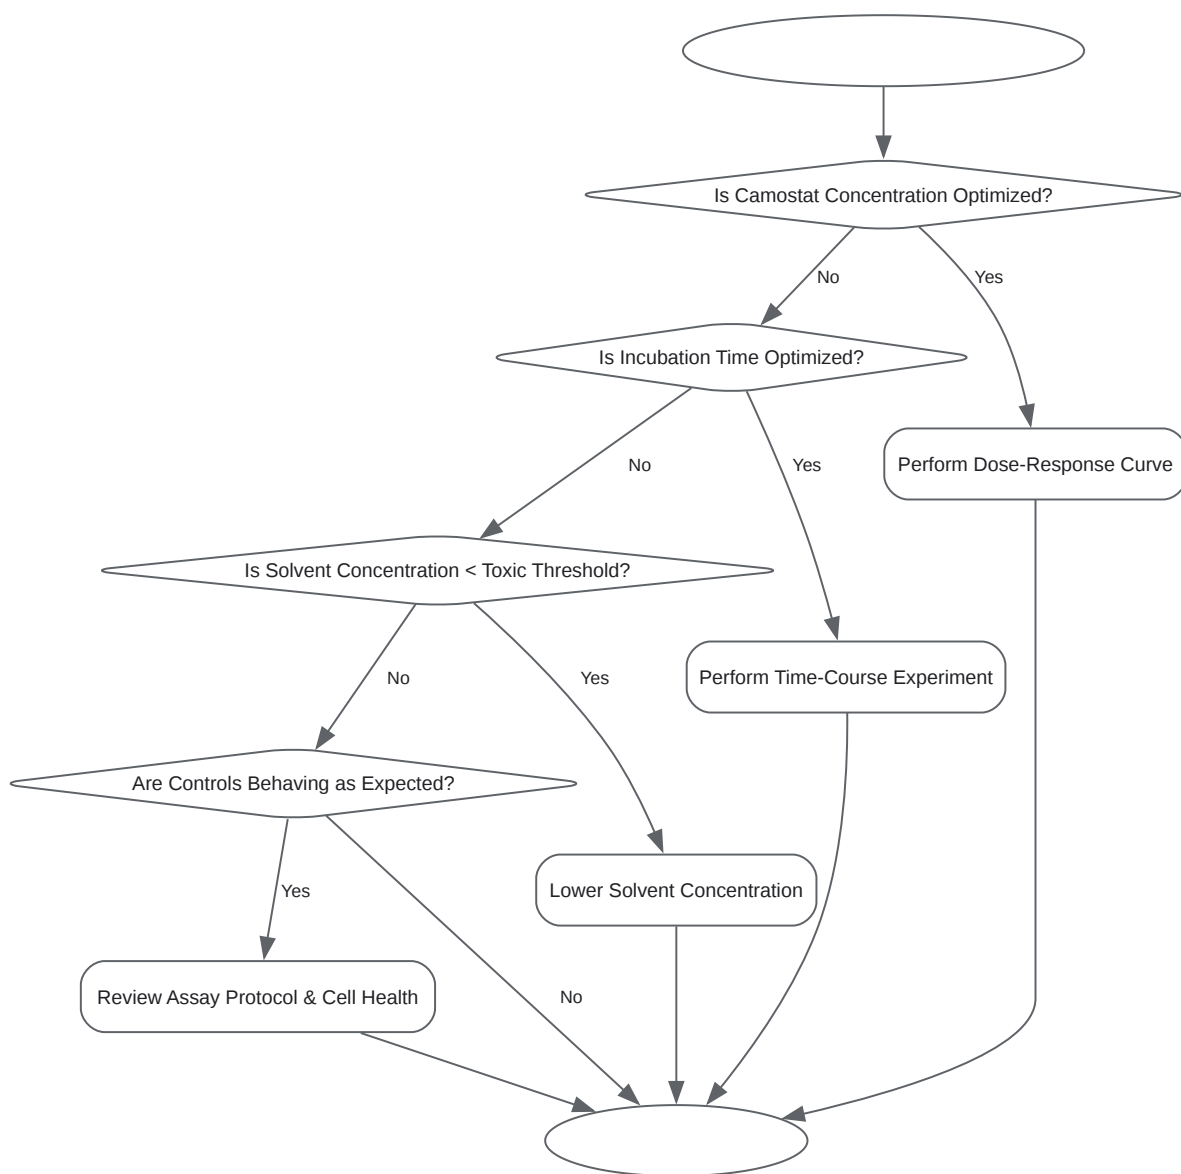 Is Camostat Concentration Optimized?
No
Yes
Is Incubation Time Optimized?
No
Yes
Perform Dose-Response Curve
Is Solvent Concentration < Toxic Threshold?
No
Yes
Perform Time-Course Experiment
Are Controls Behaving as Expected?
Yes
Lower Solvent Concentration
Review Assay Protocol & Cell Health
No